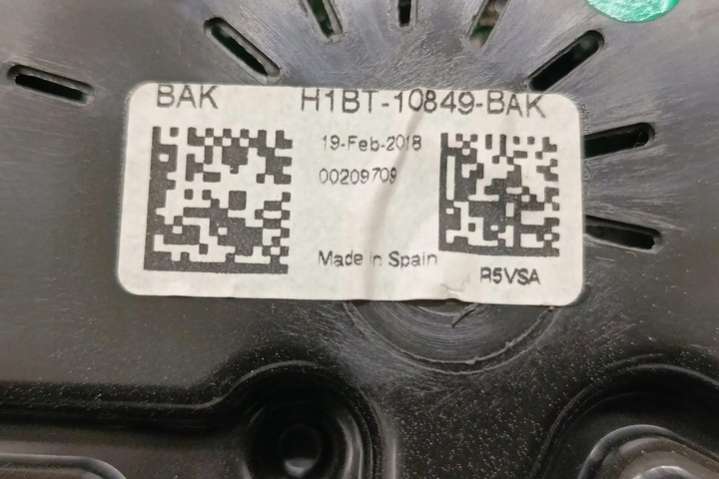 BAK H1BT-10849-BAK
19-Feb-2018
00209709
Made in Spain
R5VSA